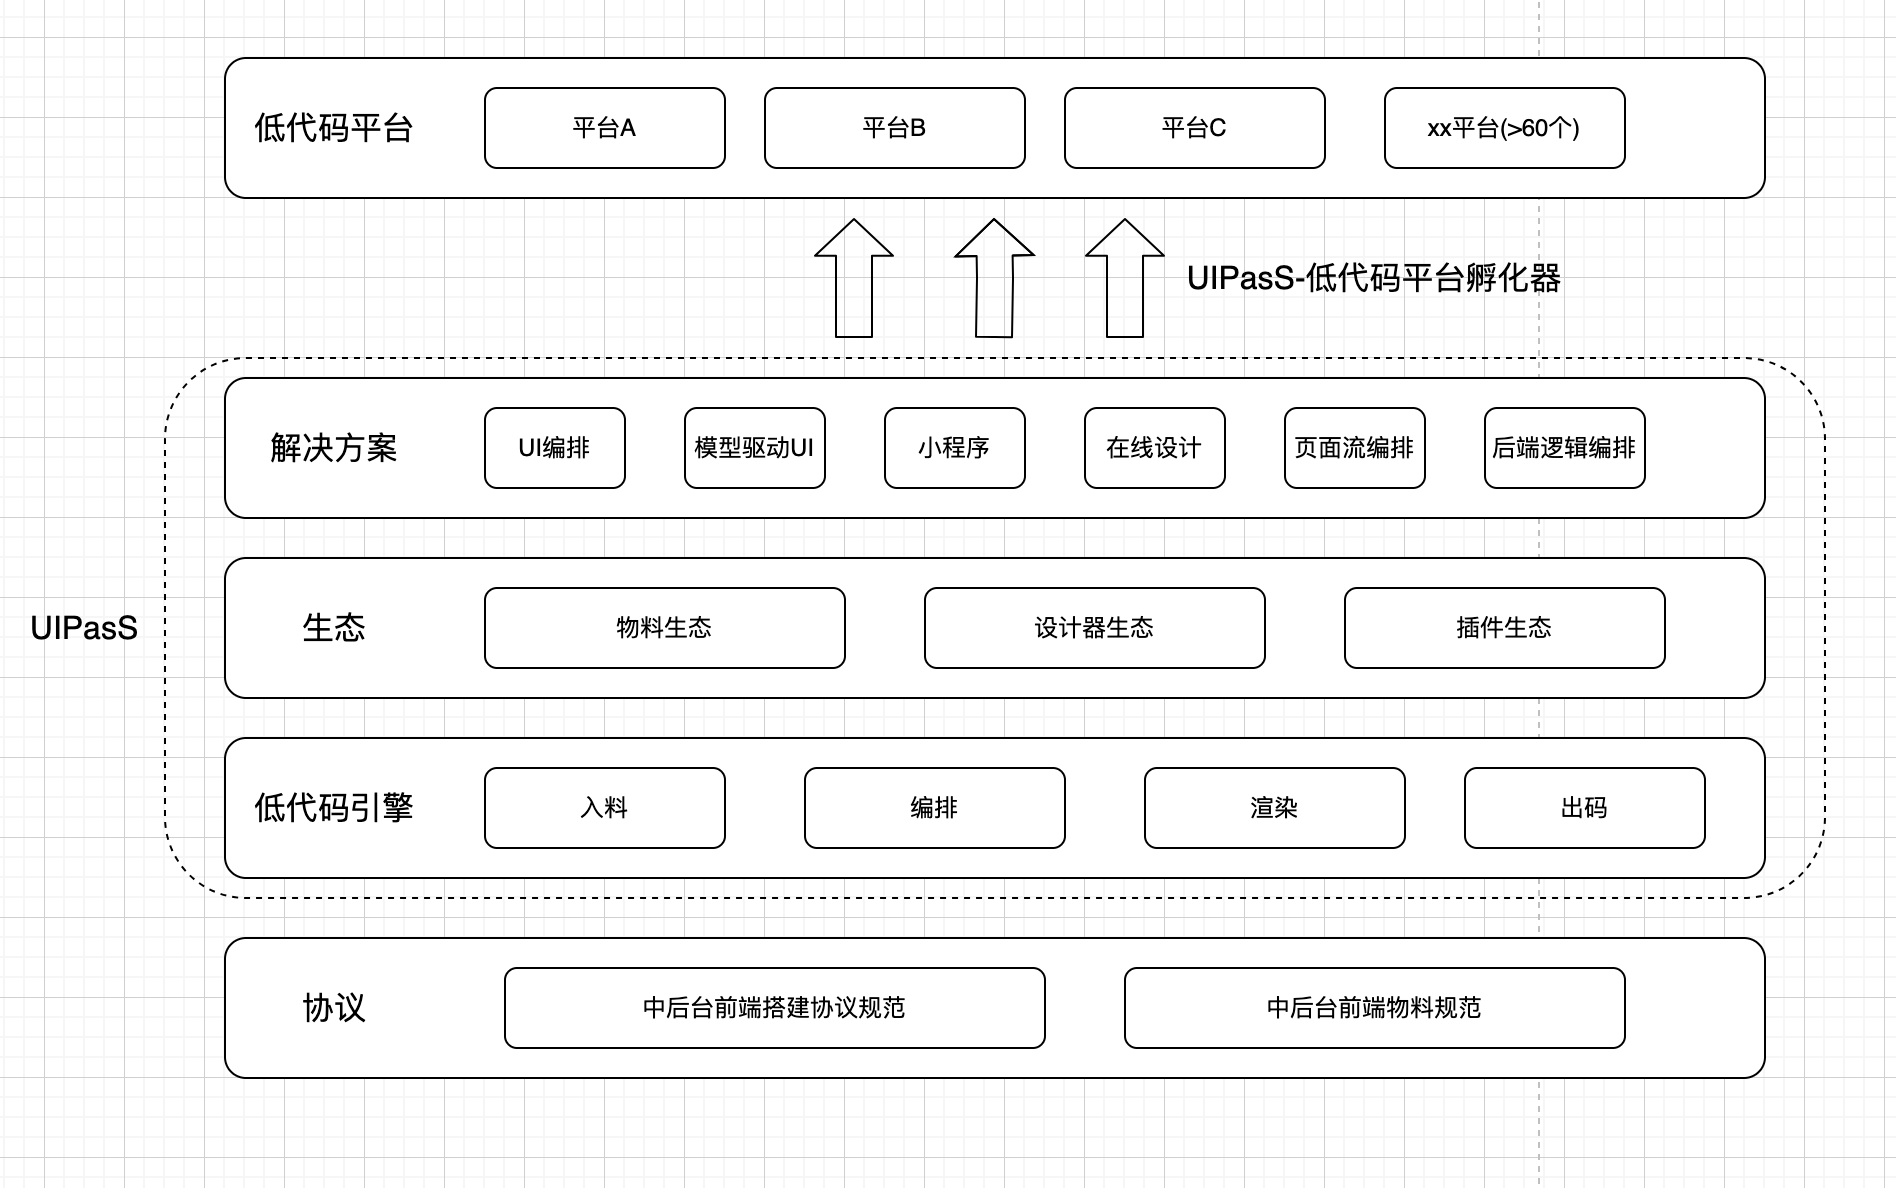 低代码平台
平台A
平台B
平台C
xx平台(>60个)
UIPasS-低代码平台孵化器
解决方案
UI编排
模型驱动UI
小程序
在线设计
页面流编排
后端逻辑编排
UIPasS
生态
物料生态
设计器生态
插件生态
低代码引擎
入料
编排
渲染
出码
协议
中后台前端搭建协议规范
中后台前端物料规范